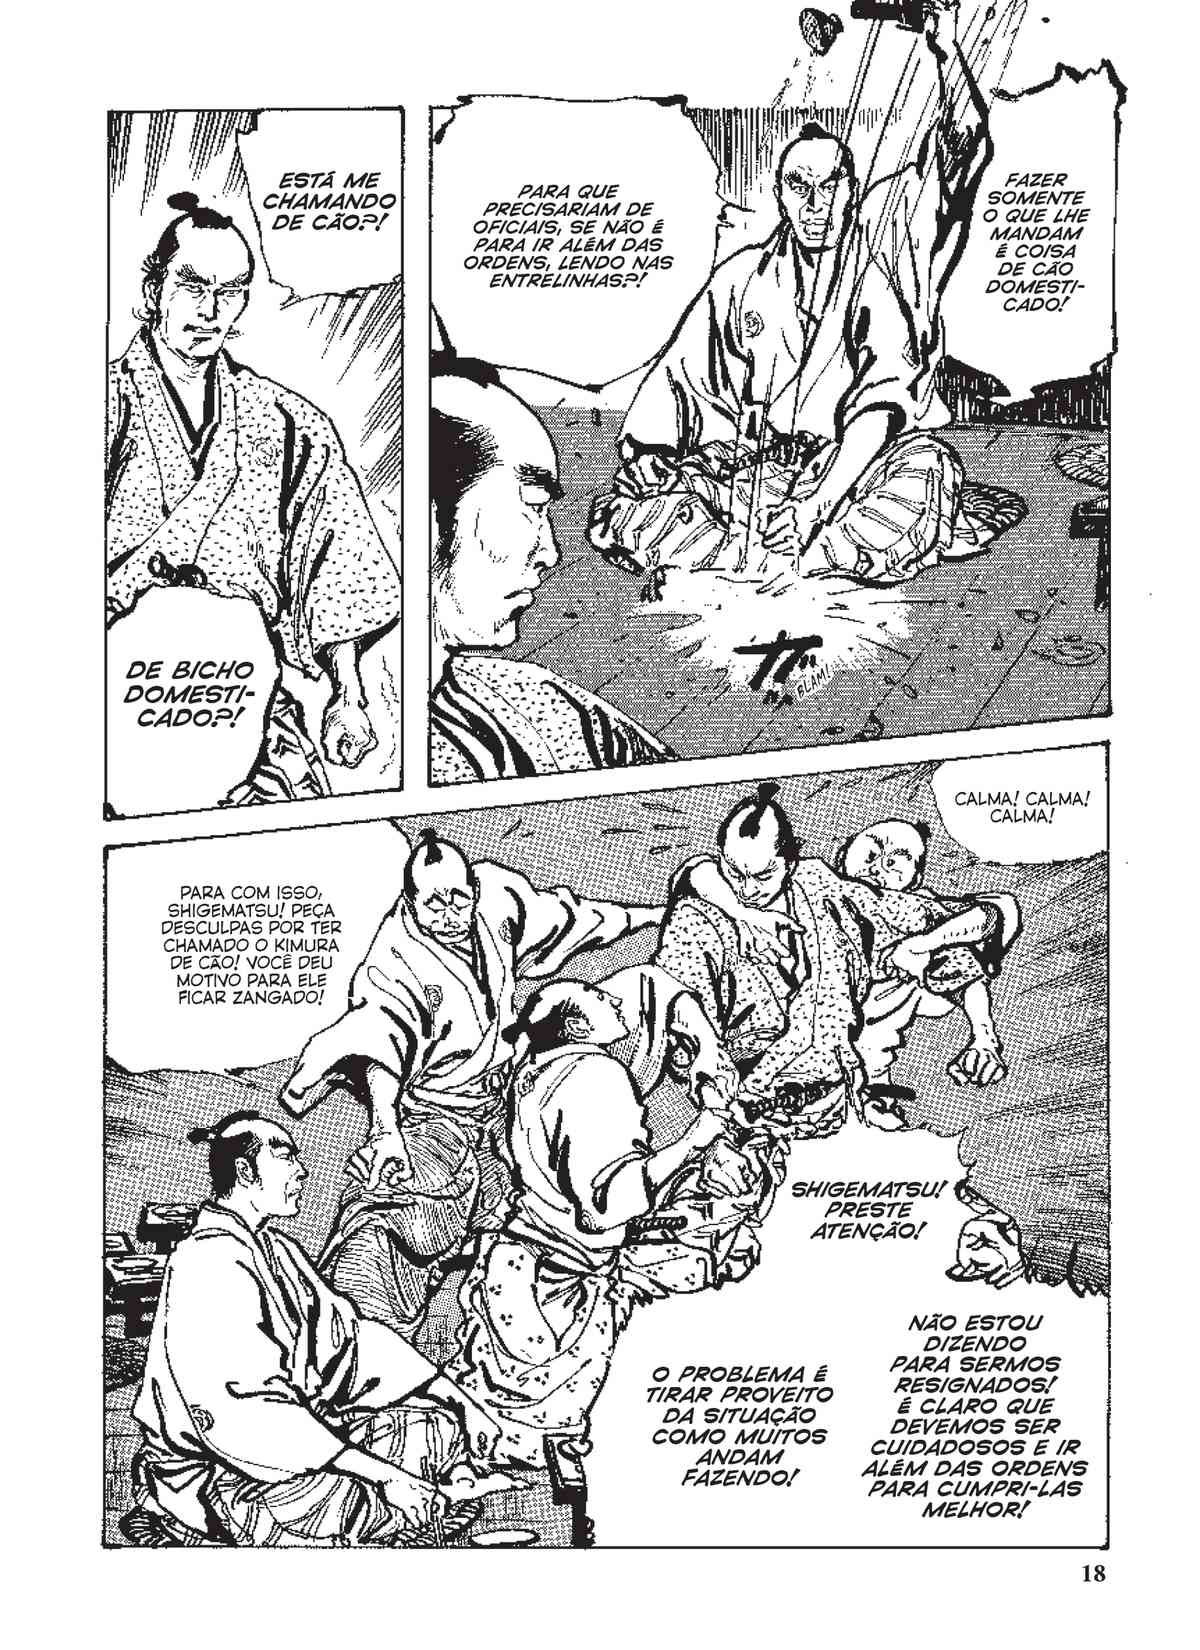 FAZER
SOMENTE
O QUE LHE
MANDAM
É COISA
DE CÃO
DOMESTI-
CADO!
PARA QUE
PRECISARIAM DE
OFICIAIS, SE NÃO É
PARA IR ALÉM DAS
ORDENS, LENDO NAS
ENTRELINHAS?!
BLAM!
ESTÁ ME
CHAMANDO
DE CÃO?!
DE BICHO
DOMESTI-
CADO?!
CALMA! CALMA!
CALMA!
PARA COM ISSO,
SHIGEMATSU! PEÇA
DESCULPAS POR TER
CHAMADO O KIMURA
DE CÃO! VOCÊ DEU
MOTIVO PARA ELE
FICAR ZANGADO!
SHIGEMATSU!
PRESTE
ATENÇÃO!
NÃO ESTOU
DIZENDO
PARA SERMOS
RESIGNADOS!
É CLARO QUE
DEVEMOS SER
CUIDADOSOS E IR
ALÉM DAS ORDENS
PARA CUMPRI-LAS
MELHOR!
O PROBLEMA É
TIRAR PROVEITO
DA SITUAÇÃO
COMO MUITOS
ANDAM
FAZENDO!
18